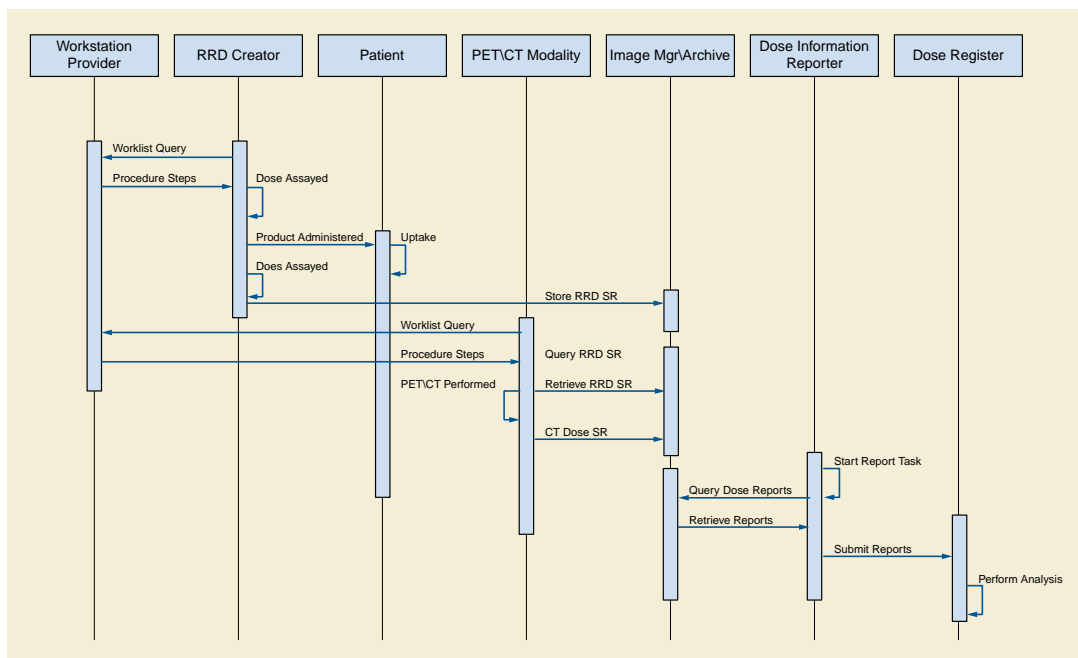 Workstation
Provider
RRD Creator
Patient
PET\CT Modality
Image Mgr\Archive
Dose Information
Reporter
Dose Register
Worklist Query
Procedure Steps
Dose Assayed
Product Administered
Uptake
Does Assayed
Store RRD SR
Worklist Query
Procedure Steps
Query RRD SR
PET\CT Performed
Retrieve RRD SR
CT Dose SR
Start Report Task
Query Dose Reports
Retrieve Reports
Submit Reports
Perform Analysis